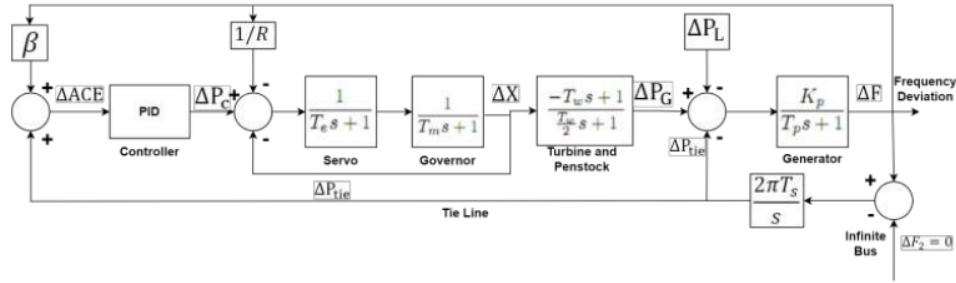 β
1/R
ΔP_L
+
ΔACE
PID
ΔP_c
+
-
1
T_e s + 1
1
T_m s + 1
ΔX
-T_w s + 1
T_w/2 s + 1
ΔP_G
+
-
K_p
T_p s + 1
ΔF
Frequency
Deviation
+
-
-
Controller
Servo
Governor
Turbine and
Penstock
ΔP_tie
Generator
ΔP_tie
Tie Line
2πT_s
s
+
-
Infinite
Bus
ΔF_2 = 0